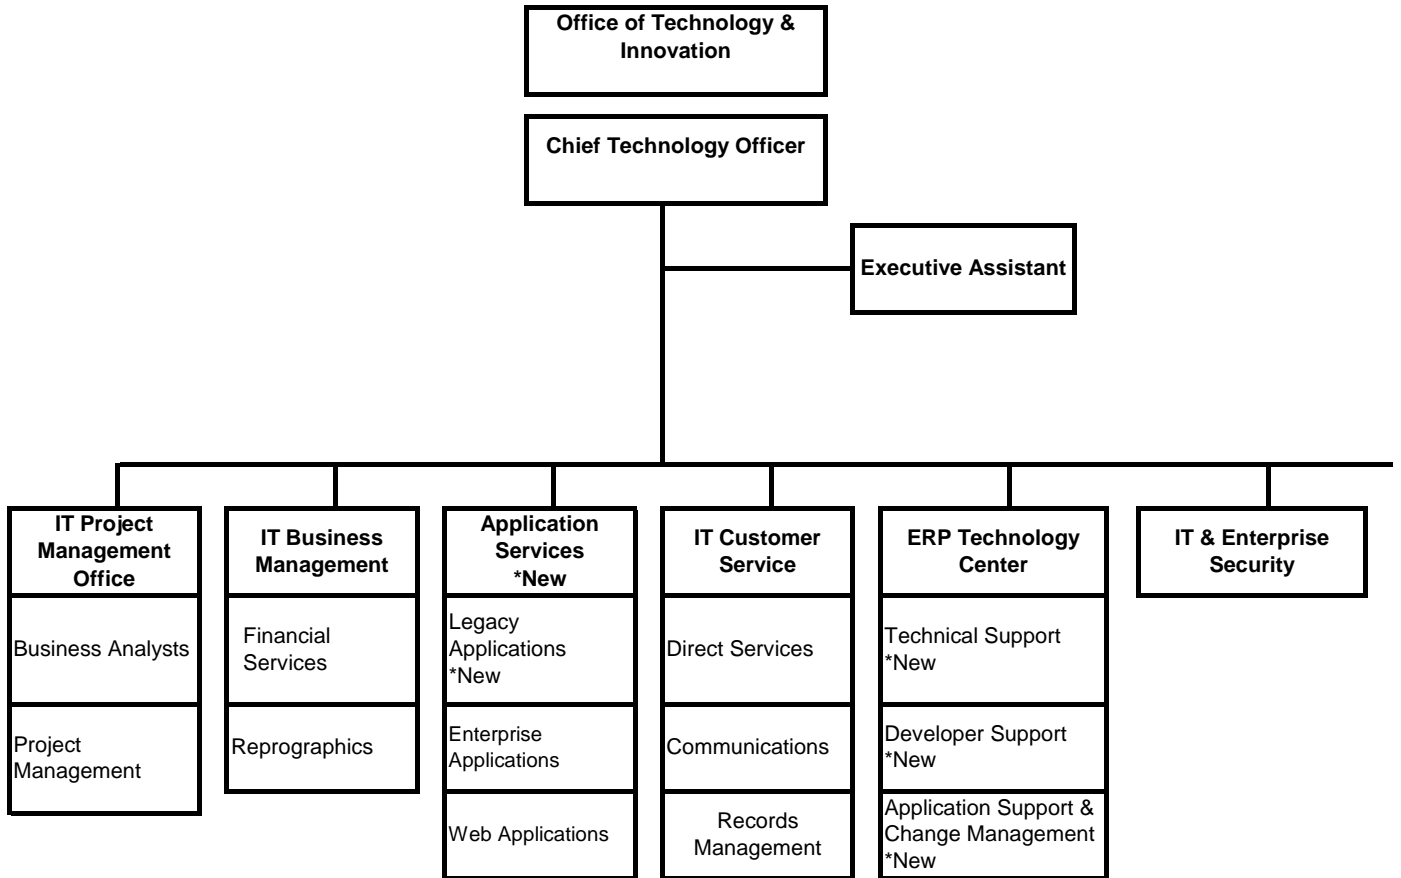 Office of Technology &
Innovation
Chief Technology Officer
Executive Assistant
IT Project
Management
Office
Business Analysts
Project
Management
IT Business
Management
Financial
Services
Reprographics
Application
Services
*New
Legacy
Applications
*New
Enterprise
Applications
Web Applications
IT Customer
Service
Direct Services
Communications
Records
Management
ERP Technology
Center
Technical Support
*New
Developer Support
*New
Application Support &
Change Management
*New
IT & Enterprise
Security